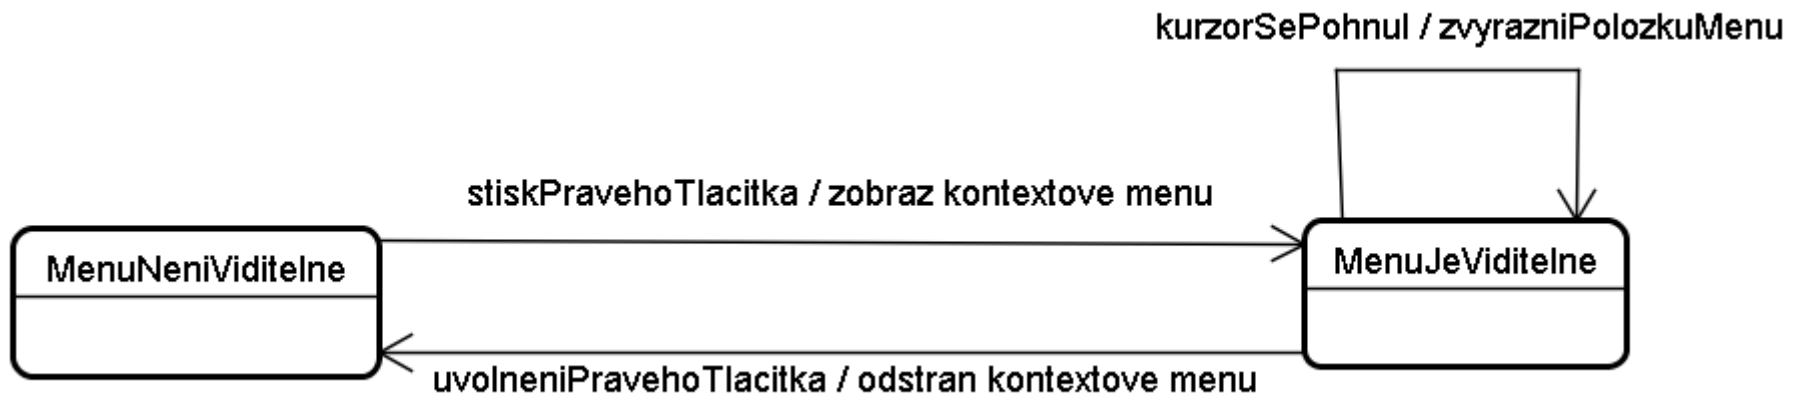 kurzorSePohnul / zvyrazniPolozkuMenu
stiskPravehoTlacitka / zobraz kontextove menu
MenuNeniViditelne
MenuJeViditelne
uvolneniPravehoTlacitka / odstran kontextove menu